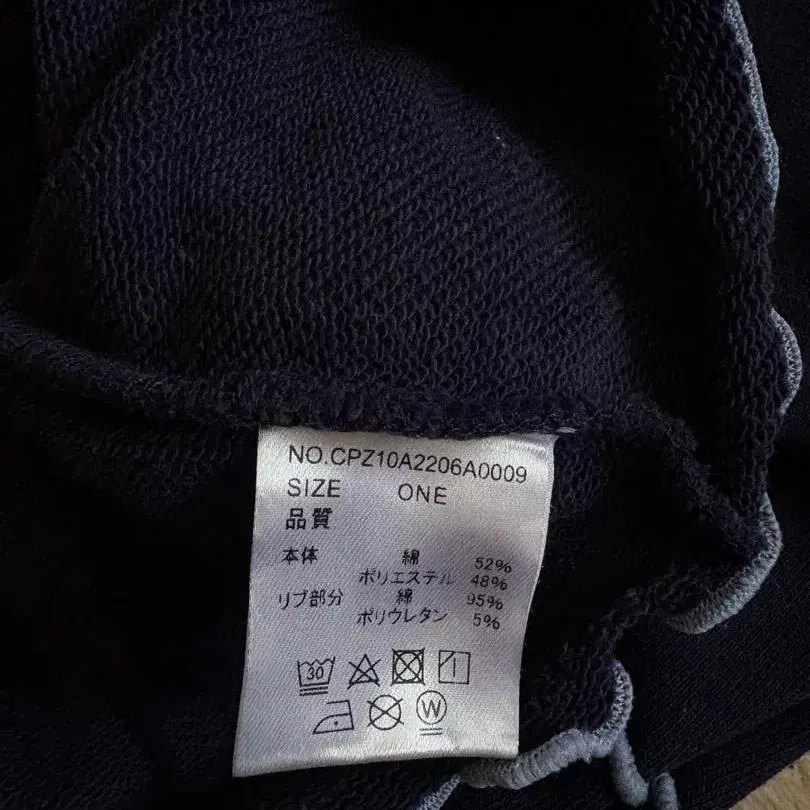 NO.CPZ10A2206A0009
SIZE ONE
品質
本体 綿 52%
ポリエステル 48%
リブ部分 綿 95%
ポリウレタン 5%
30
W